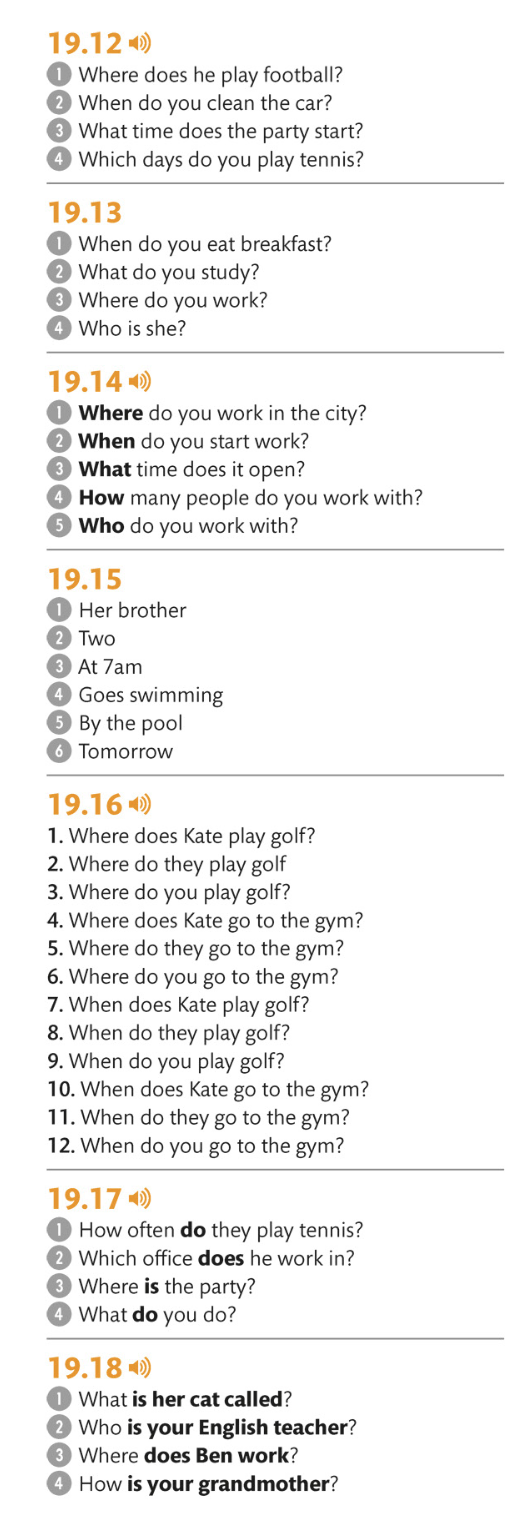 19.12
1 Where does he play football?
2 When do you clean the car?
3 What time does the party start?
4 Which days do you play tennis?
19.13
1 When do you eat breakfast?
2 What do you study?
3 Where do you work?
4 Who is she?
19.14
1 Where do you work in the city?
2 When do you start work?
3 What time does it open?
4 How many people do you work with?
5 Who do you work with?
19.15
1 Her brother
2 Two
3 At 7am
4 Goes swimming
5 By the pool
6 Tomorrow
19.16
1. Where does Kate play golf?
2. Where do they play golf
3. Where do you play golf?
4. Where does Kate go to the gym?
5. Where do they go to the gym?
6. Where do you go to the gym?
7. When does Kate play golf?
8. When do they play golf?
9. When do you play golf?
10. When does Kate go to the gym?
11. When do they go to the gym?
12. When do you go to the gym?
19.17
1 How often do they play tennis?
2 Which office does he work in?
3 Where is the party?
4 What do you do?
19.18
1 What is her cat called?
2 Who is your English teacher?
3 Where does Ben work?
4 How is your grandmother?